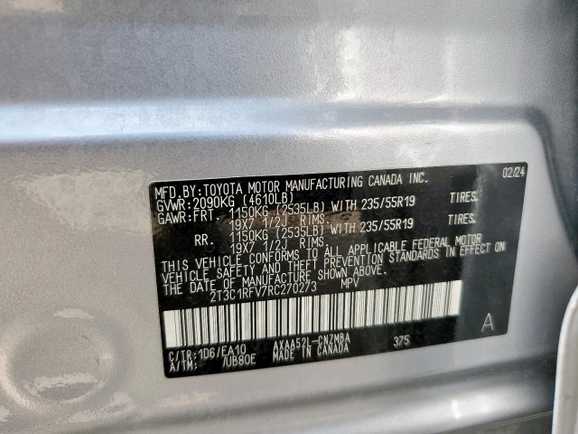 MFD.BY:TOYOTA MOTOR MANUFACTURING CANADA INC. 02/24
GVWR:2090KG (4610LB)
GAWR:FRT. 1150KG (2535LB) WITH 235/55R19 TIRES.
19X7 1/2J RIMS.
RR. 1150KG (2535LB) WITH 235/55R19 TIRES.
19X7 1/2J RIMS.
THIS VEHICLE CONFORMS TO ALL APPLICABLE FEDERAL MOTOR
VEHICLE SAFETY AND THEFT PREVENTION STANDARDS IN EFFECT ON
THE DATE OF MANUFACTURE SHOWN ABOVE.
2T3C1RFV7RC270273 MPV
A
C/TR:1D6/EA10 AXAA52L-CNZMBA 375
A/TM: /UB80E MADE IN CANADA